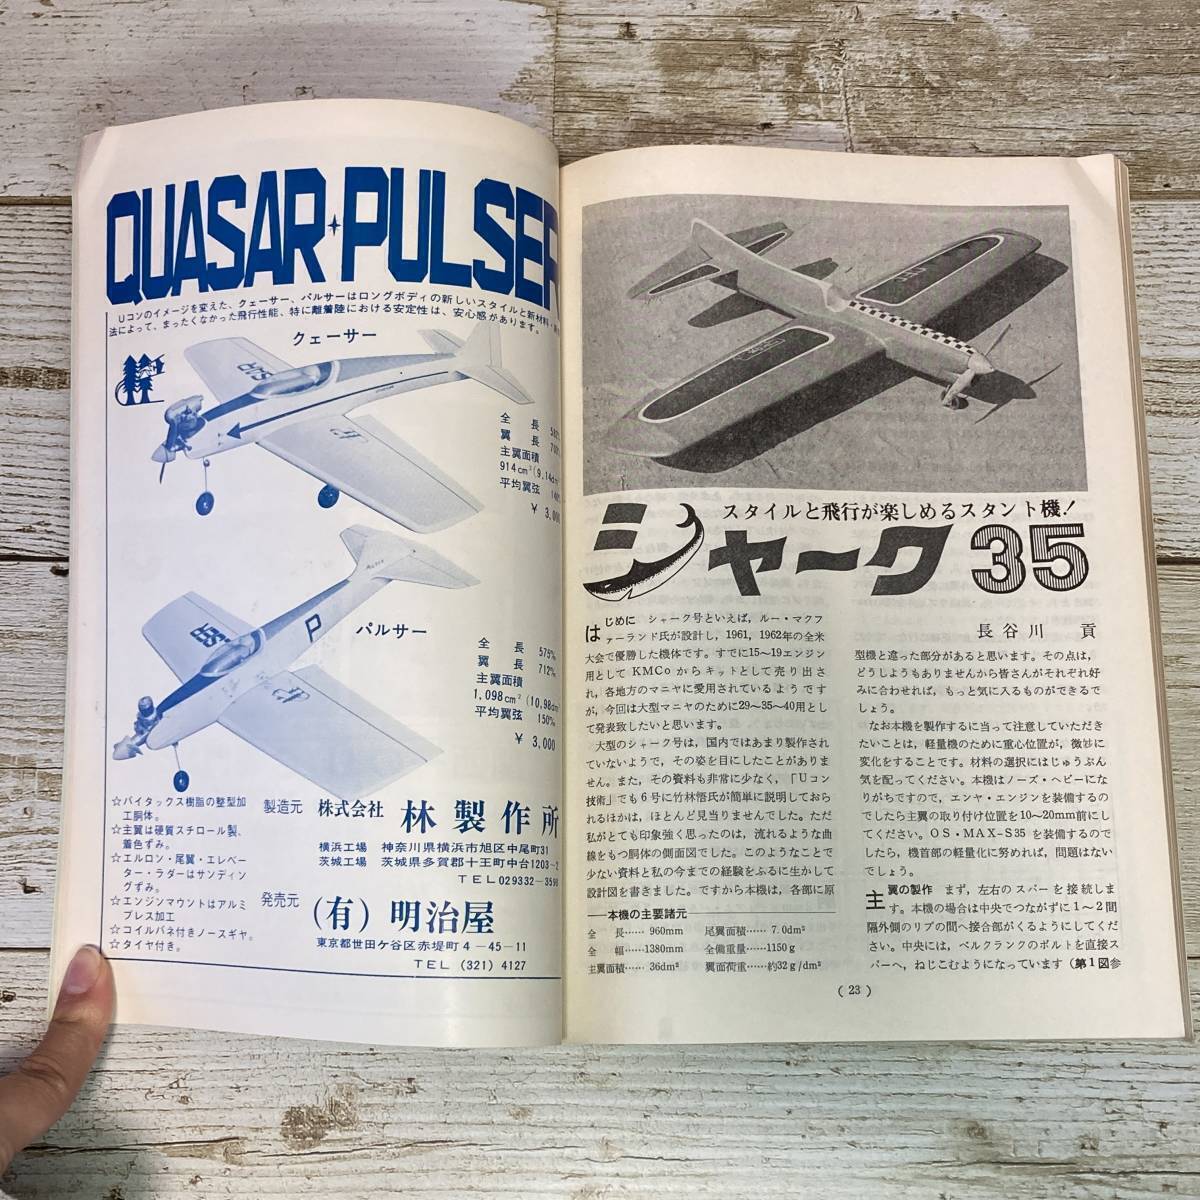 QUASAR PULSER
Uコンのイメージを変えた、クェーサー、パルサーはロングボディの新しいスタイルと新材料・
法によって、まったくなかった飛行性能、特に離着陸における安定性は、安心感があります。
クェーサー
全長
翼長
主翼面積
914cm²(9.14dm
平均翼弦
¥ 3,000
パルサー
全長 575‰
翼長 712‰
主翼面積
1,098cm²(10.98dm
平均翼弦 150‰
¥ 3,000
☆バイタックス樹脂の整型加
工胴体。
☆主翼は硬質スチロール製、
着色ずみ。
☆エルロン・尾翼・エレベー
ター・ラダーはサンディン
グずみ。
☆エンジンマウントはアルミ
プレス加工
☆コイルバネ付きノースギヤ。
☆タイヤ付き。
製造元 株式会社 林製作所
横浜工場 神奈川県横浜市旭区中尾町31
茨城工場 茨城県多賀郡十王町中台1203-2
TEL029332-3598
発売元 (有) 明治屋
東京都世田ケ谷区赤堤町4-45-11
TEL (321) 4127
スタイルと飛行が楽しめるスタント機!
シャーク35
長谷川 貢
はじめに シャーク号といえば，ルー・マクフ
ァーランド氏が設計し，1961，1962年の全米
大会で優勝した機体です。すでに15〜19エンジン
用としてKMCoからキットとして売り出さ
れ，各地方のマニヤに愛用されているようです
が，今回は大型マニヤのために29〜35〜40用とし
て発表致したいと思います。
大型のシャーク号は，国内ではあまり製作され
ていないようで，その姿を目にしたことがありま
せん。また，その資料も非常に少なく，「Uコン
技術」でも6号に竹林悟氏が簡単に説明しておら
れるほかは，ほとんど見当りませんでした。ただ
私がとても印象強く思ったのは，流れるような曲
線をもつ胴体の側面図でした。このようなことで
少ない資料と私の今までの経験をふるに生かして
設計図を書きました。ですから本機は，各部に原
本機の主要諸元
全長…… 960mm 尾翼面積…… 7.0dm²
全幅……1380mm 全備重量……1150g
主翼面積…… 36dm² 翼面荷重……約32g/dm²
型機と違った部分があると思います。その点は，
どうしようもありませんから皆さんがそれぞれ好
みに合わせれば，もっと気に入るものができるで
しょう。
なお本機を製作するに当って注意していただき
たいことは，軽量機のために重心位置が，微妙に
変化をすることです。材料の選択にはじゅうぶん
気を配ってください。本機はノーズ・ヘビーにな
りがちですので，エンヤ・エンジンを装備するの
でしたら主翼の取り付け位置を10〜20mm前にし
てください。OS・MAX-S35を装備するので
したら，機首部の軽量化に努めれば，問題はない
でしょう。
主翼の製作 まず，左右のスパーを接続しま
す。本機の場合は中央でつながずに1〜2間
隔外側のリブの間へ接合部がくるようにしてくだ
さい。中央には，ベルクランクのボルトを直接ス
パーへ，ねじこむようになっています（第1図参
(23)